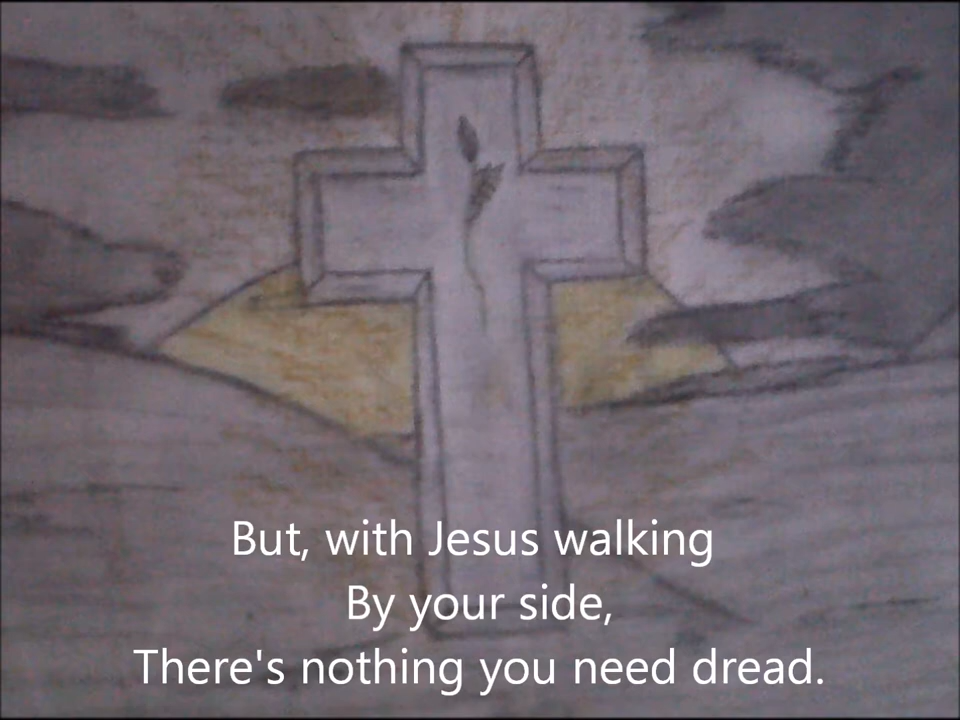 But, with Jesus walking
By your side,
There's nothing you need dread.